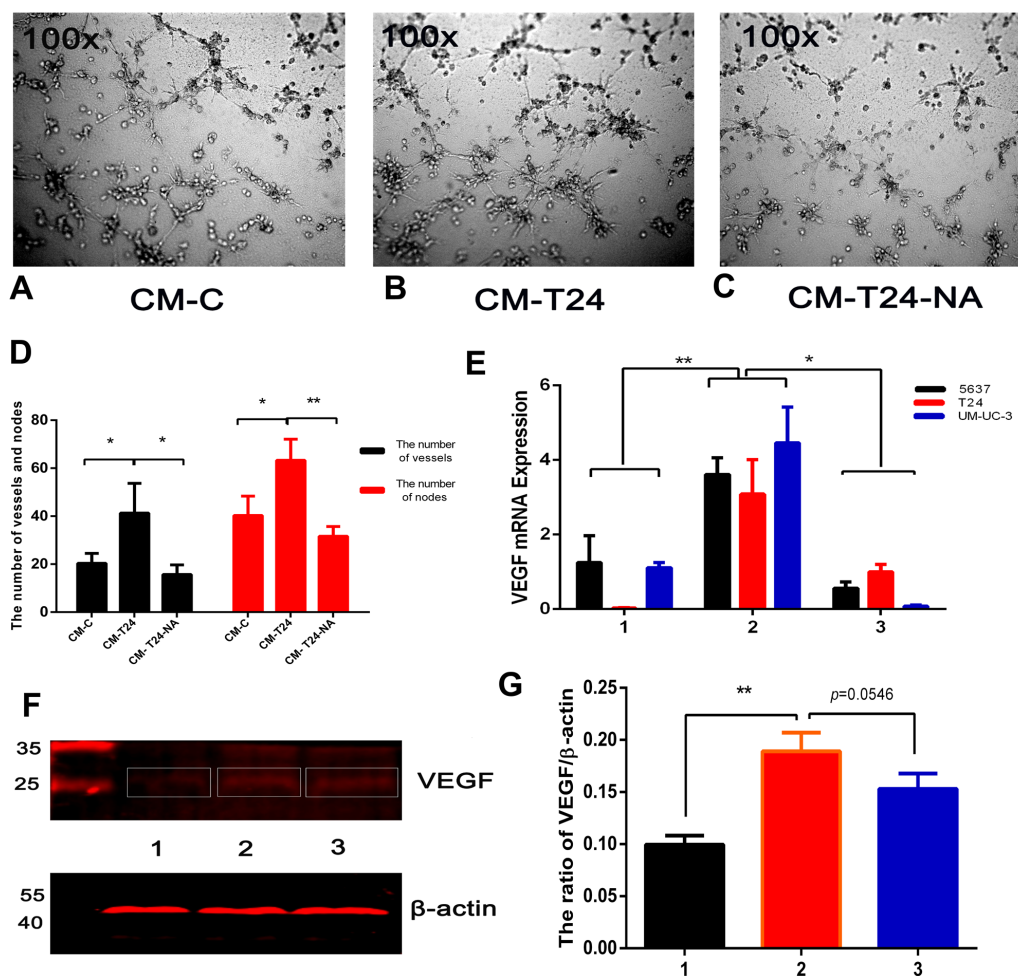 100x
100x
100x
A
CM-C
B
CM-T24
C
CM-T24-NA
D
The number of vessels and nodes
80
60
40
20
0
*
*
*
**
CM-C
CM-T24
CM- T24-NA
CM-C
CM-T24
CM- T24-NA
The number
of vessels
The number
of nodes
E
VEGF mRNA Expression
6
4
2
0
**
*
1
2
3
5637
T24
UM-UC-3
F
35
25
VEGF
1
2
3
55
40
β-actin
G
The ratio of VEGF/β-actin
0.25
0.20
0.15
0.10
0.05
0.00
**
p=0.0546
1
2
3